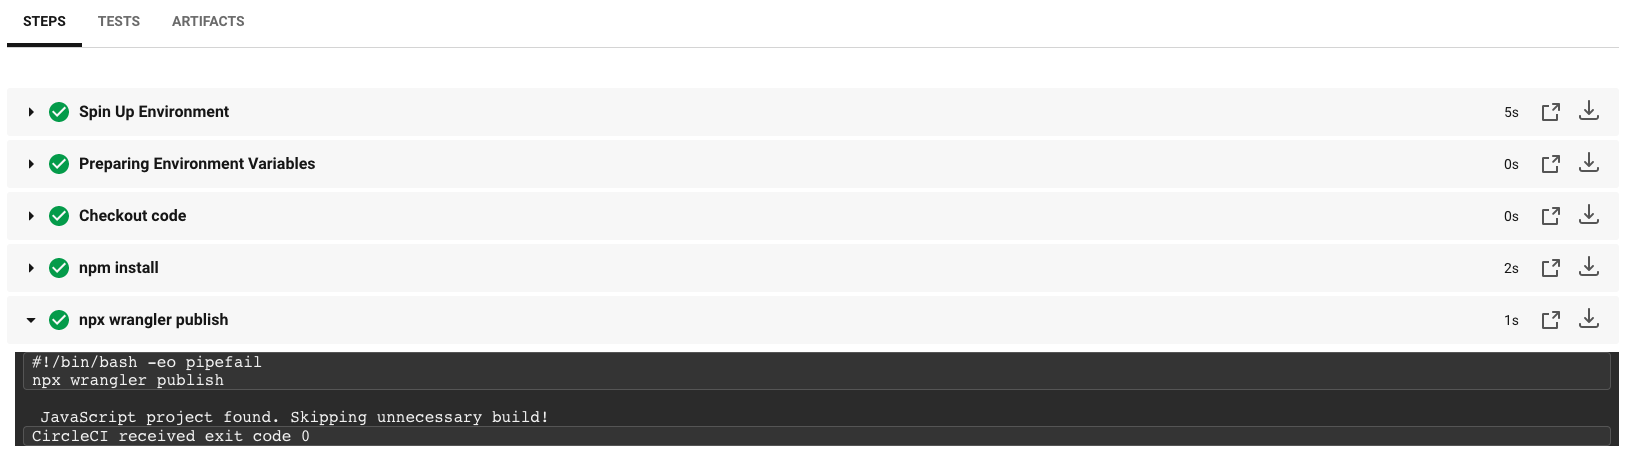 STEPS TESTS ARTIFACTS
Spin Up Environment 5s
Preparing Environment Variables 0s
Checkout code 0s
npm install 2s
npx wrangler publish 1s
#!/bin/bash -eo pipefail
npx wrangler publish
JavaScript project found. Skipping unnecessary build!
CircleCI received exit code 0